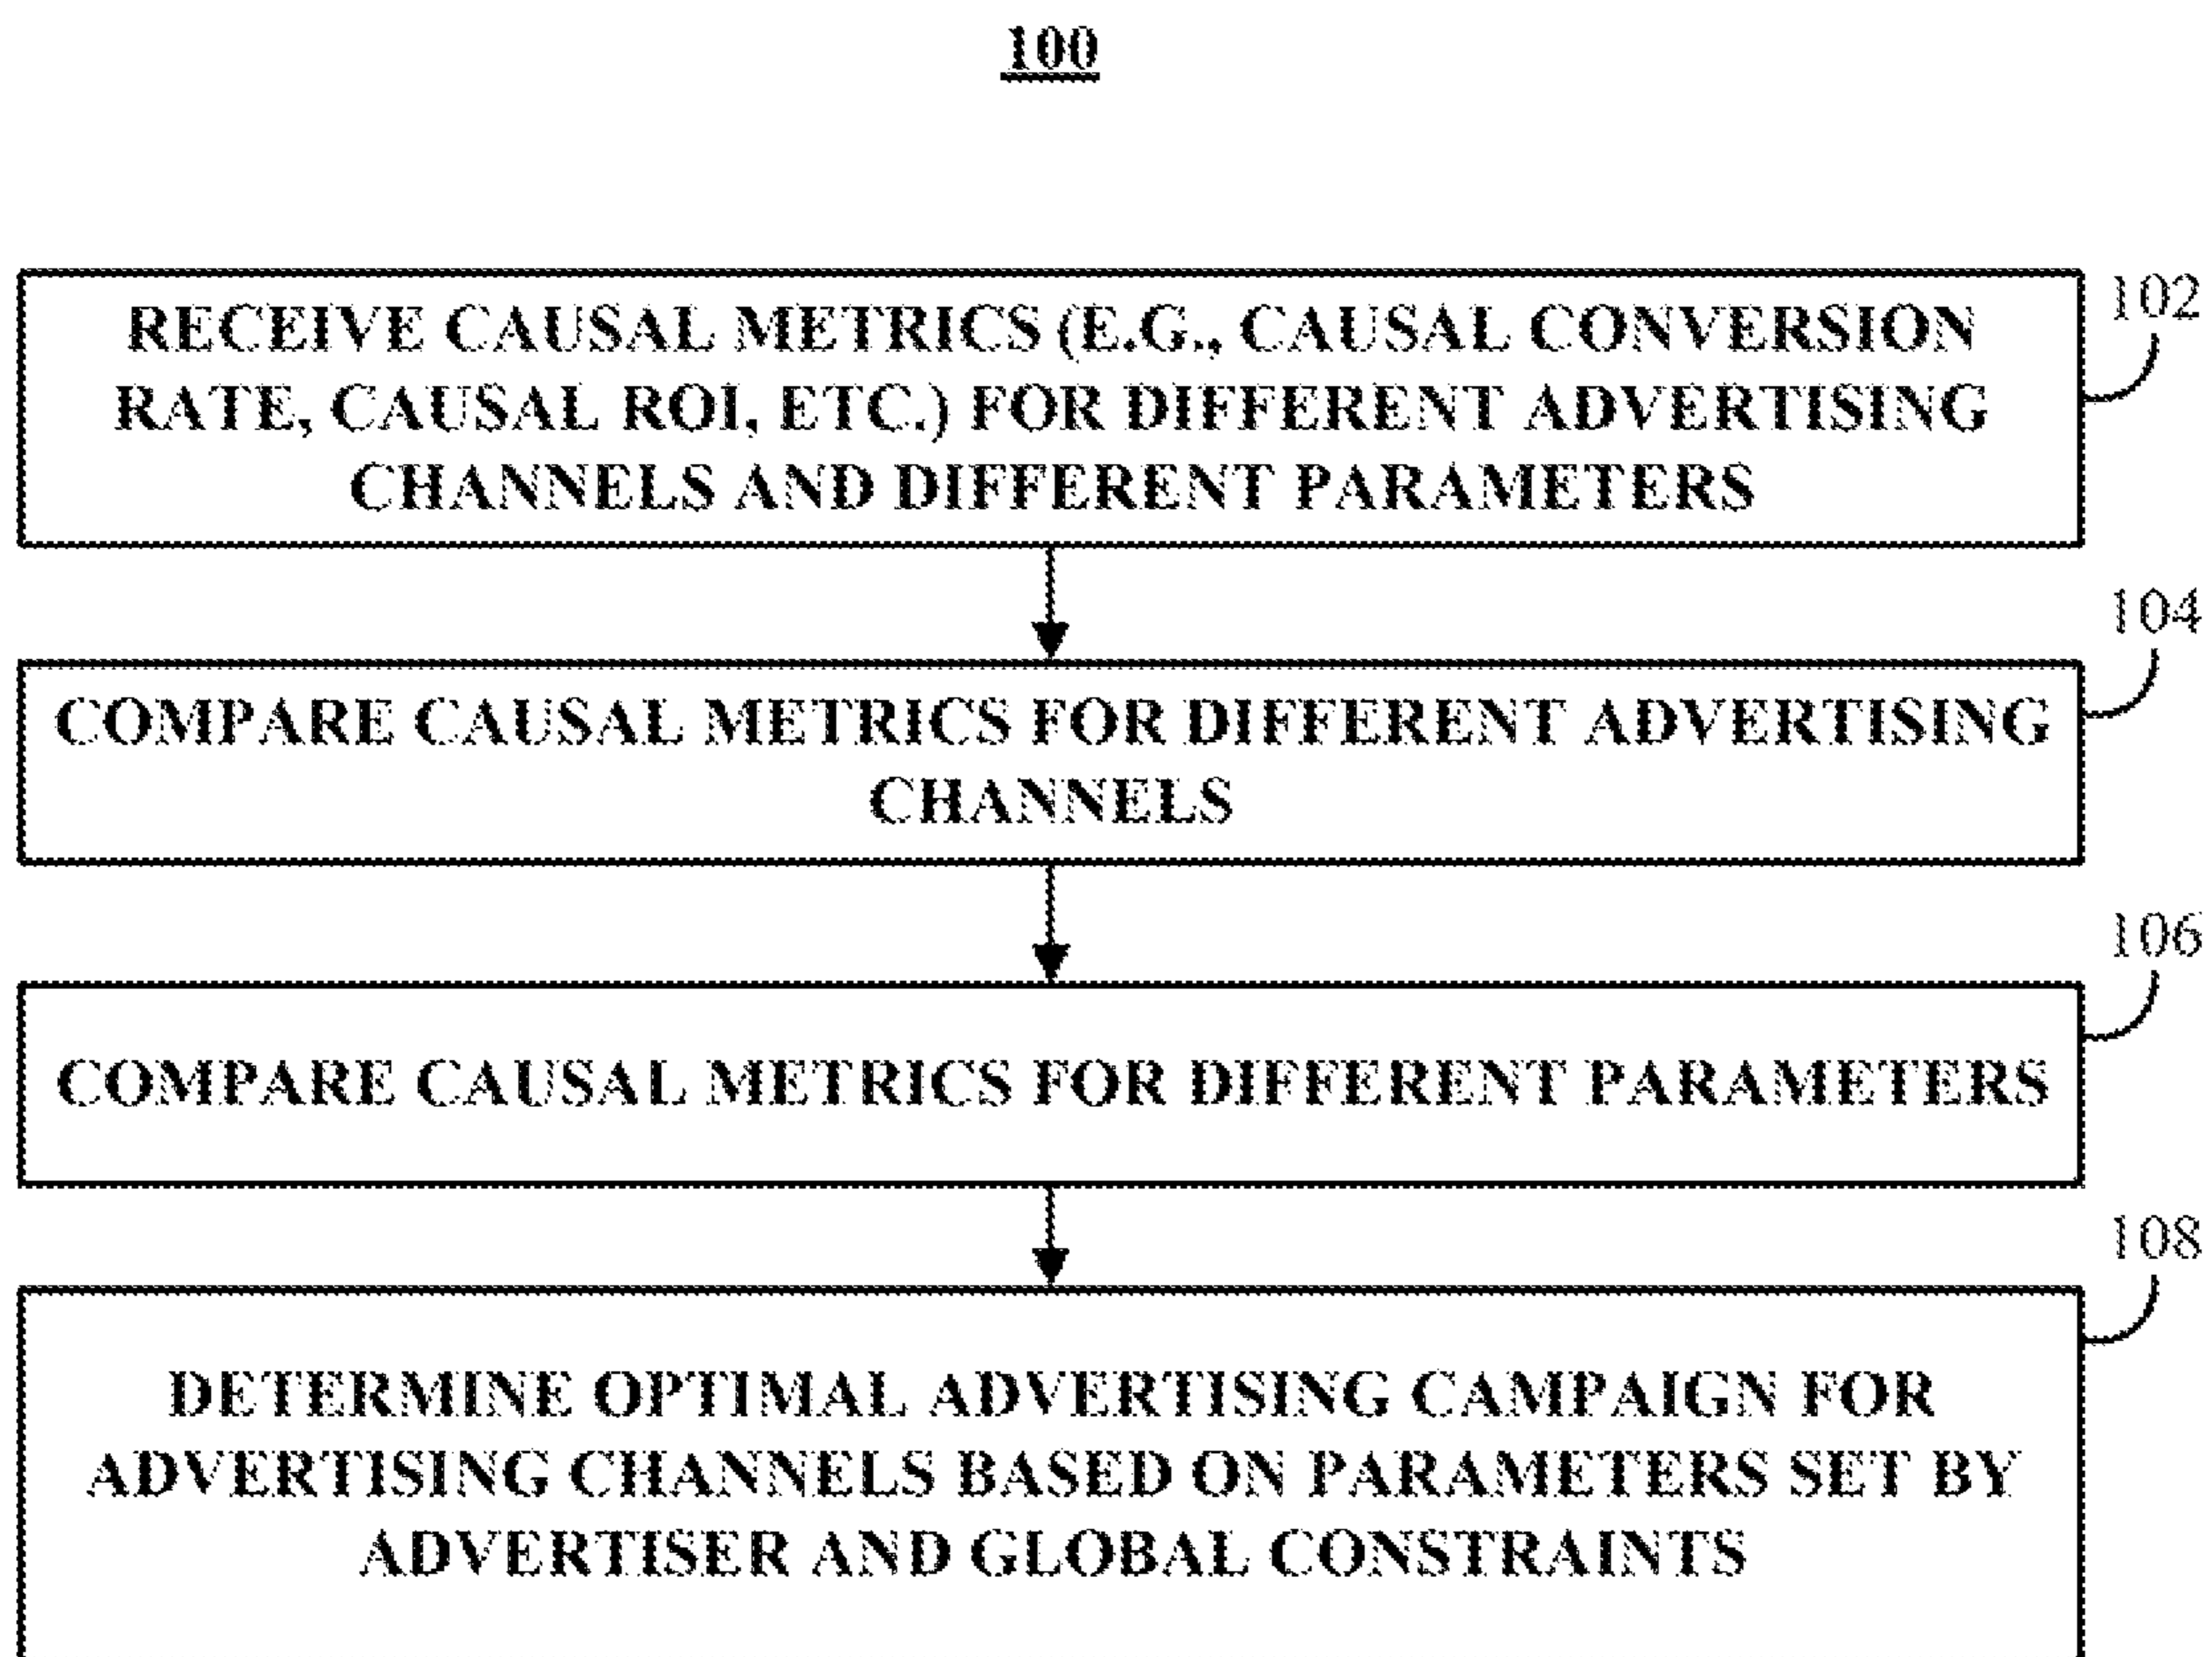 100
102
RECEIVE CAUSAL METRICS (E.G., CAUSAL CONVERSION
RATE, CAUSAL ROI, ETC.) FOR DIFFERENT ADVERTISING
CHANNELS AND DIFFERENT PARAMETERS
104
COMPARE CAUSAL METRICS FOR DIFFERENT ADVERTISING
CHANNELS
106
COMPARE CAUSAL METRICS FOR DIFFERENT PARAMETERS
108
DETERMINE OPTIMAL ADVERTISING CAMPAIGN FOR
ADVERTISING CHANNELS BASED ON PARAMETERS SET BY
ADVERTISER AND GLOBAL CONSTRAINTS